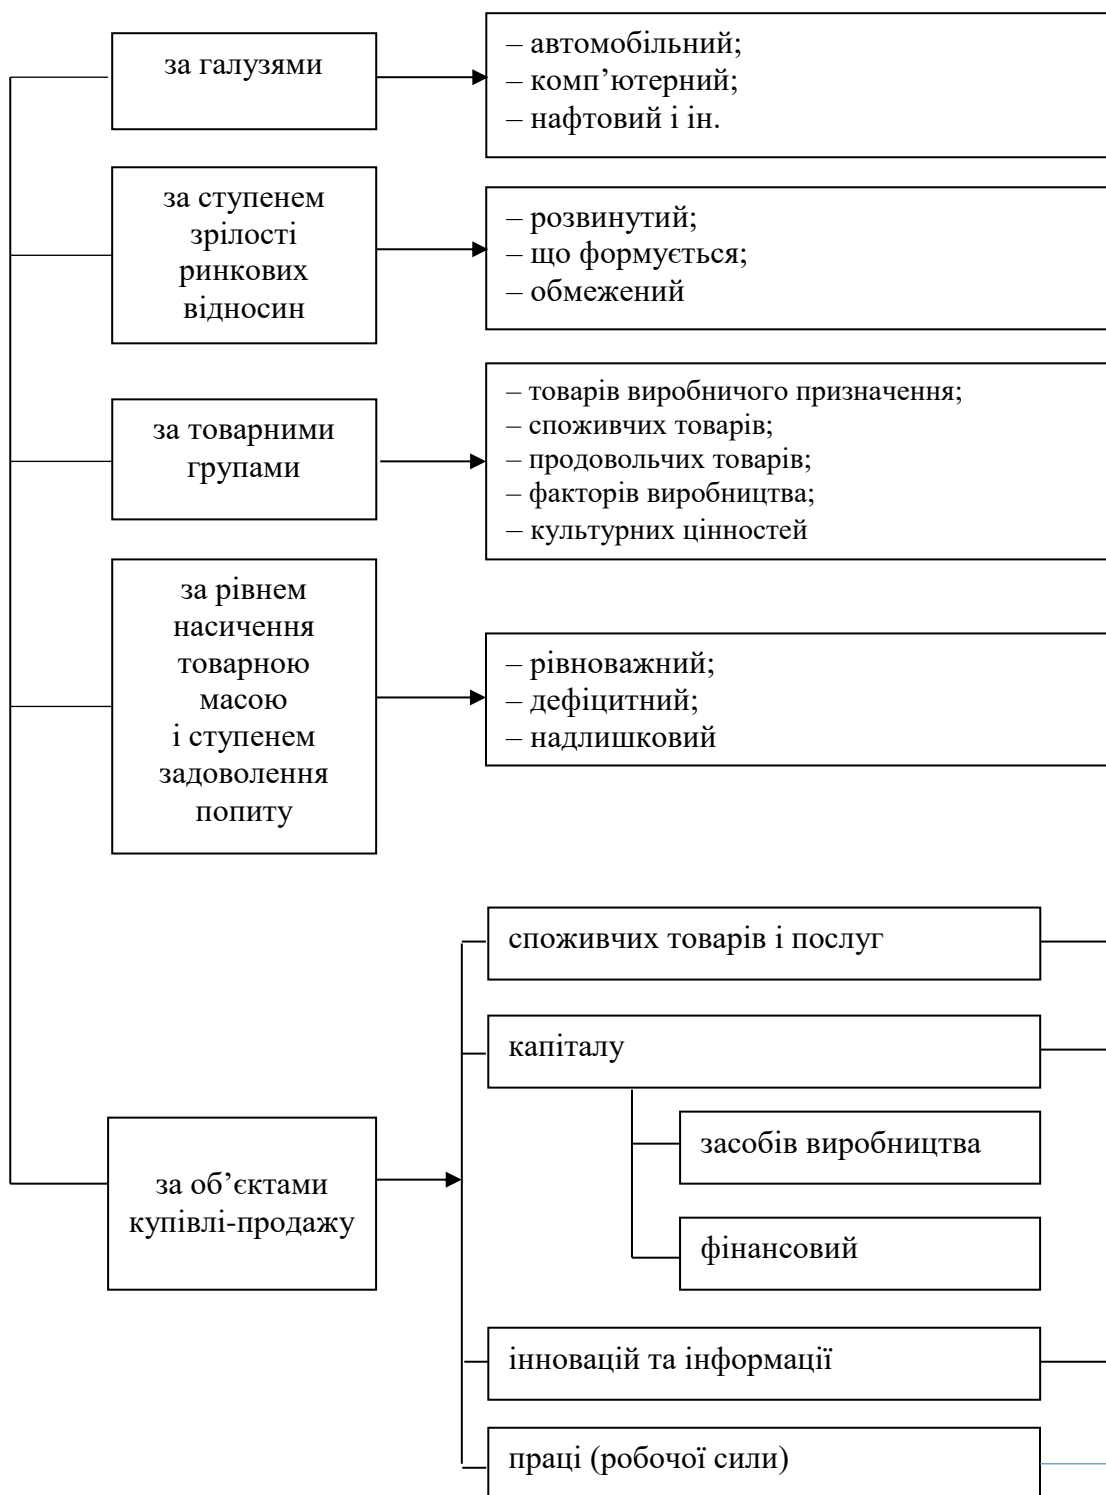 за галузями
– автомобільний;
– комп’ютерний;
– нафтовий і ін.
за ступенем
зрілості
ринкових
відносин
– розвинутий;
– що формується;
– обмежений
за товарними
групами
– товарів виробничого призначення;
– споживчих товарів;
– продовольчих товарів;
– факторів виробництва;
– культурних цінностей
за рівнем
насичення
товарною
масою
і ступенем
задоволення
попиту
– рівноважний;
– дефіцитний;
– надлишковий
за об’єктами
купівлі-продажу
споживчих товарів і послуг
капіталу
засобів виробництва
фінансовий
інновацій та інформації
праці (робочої сили)